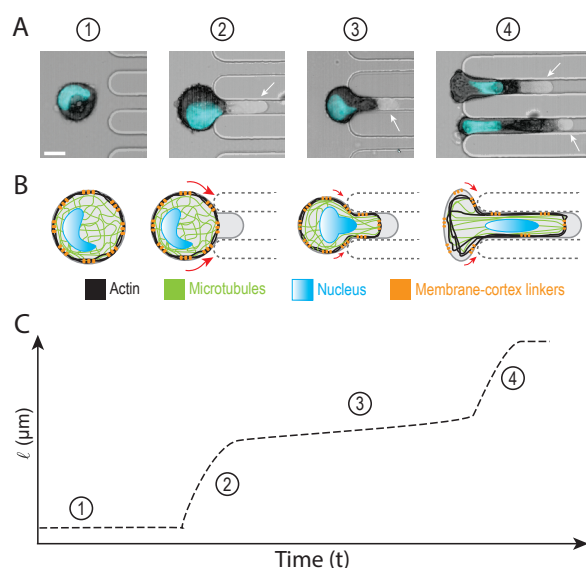 A
① ② ③ ④
B
Actin Microtubules Nucleus Membrane-cortex linkers
C
ℓ (µm)
① ② ③ ④
Time (t)